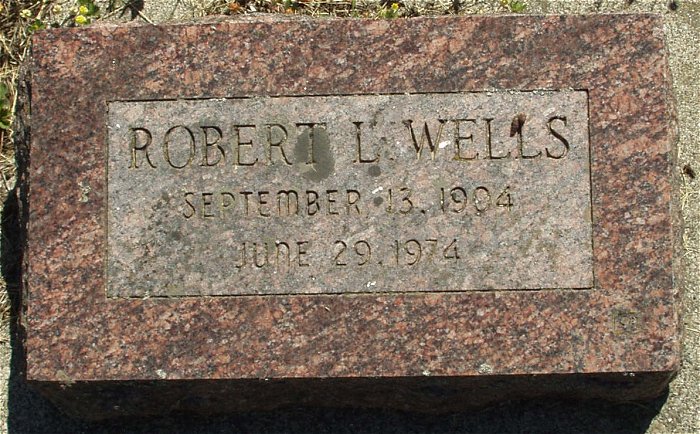 ROBERT L. WELLS
SEPTEMBER 13, 1904
JUNE 29, 1974